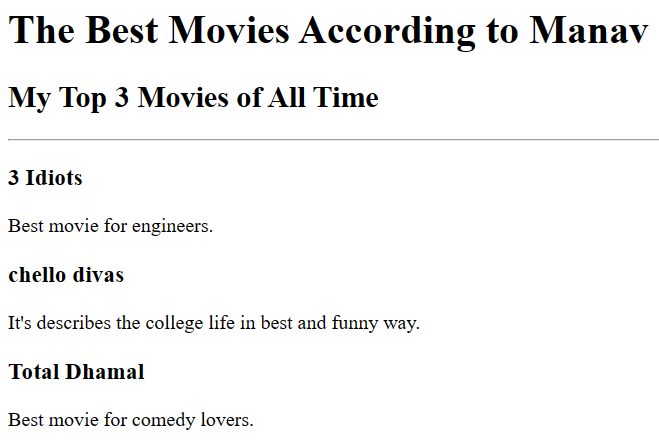 The Best Movies According to Manav
My Top 3 Movies of All Time
3 Idiots
Best movie for engineers.
chello divas
It's describes the college life in best and funny way.
Total Dhamal
Best movie for comedy lovers.